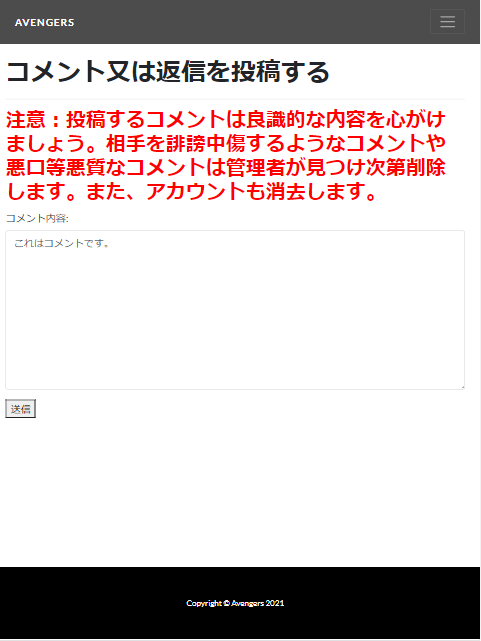 AVENGERS
コメント又は返信を投稿する
注意：投稿するコメントは良識的な内容を心がけ
ましょう。相手を誹謗中傷するようなコメントや
悪口等悪質なコメントは管理者が見つけ次第削除
します。また、アカウントも消去します。
コメント内容:
これはコメントです。
送信
Copyright © Avengers 2021